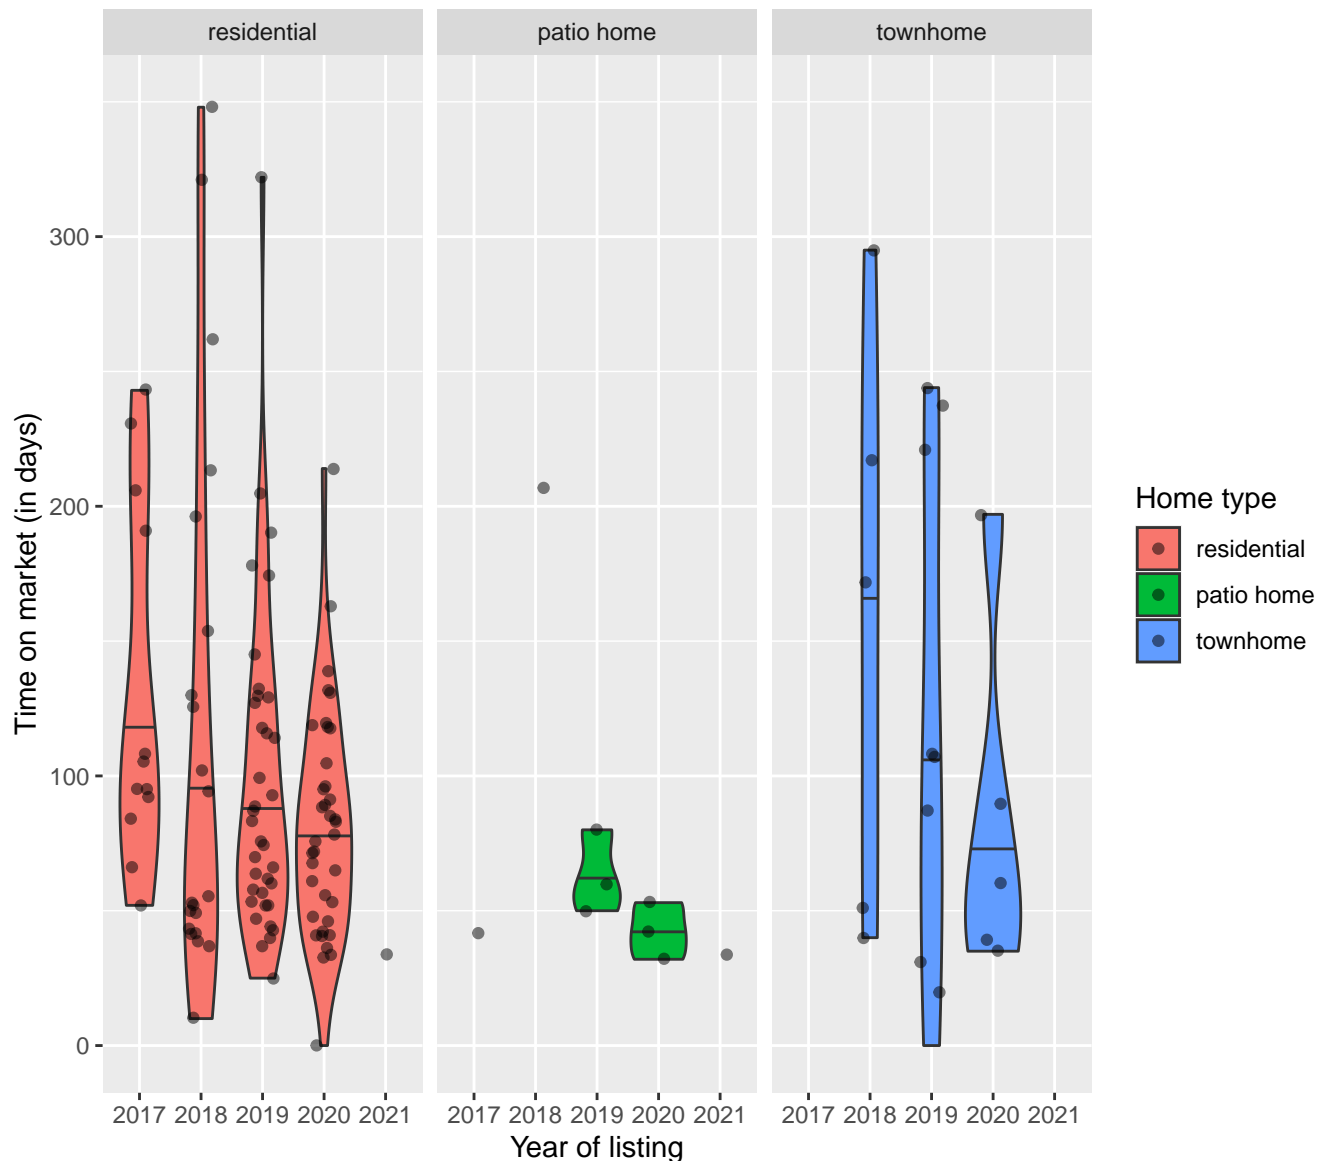 residential patio home townhome
Time on market (in days)
300
200
100
0
2017 2018 2019 2020 2021 2017 2018 2019 2020 2021 2017 2018 2019 2020 2021
Year of listing
Home type
residential
patio home
townhome